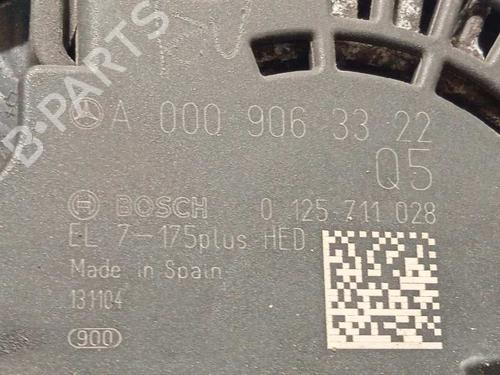 B-PARTS
A 000 906 33 22
Q5
BOSCH 0 125 711 028
EL 7-175plus HED
Made in Spain
131104
900